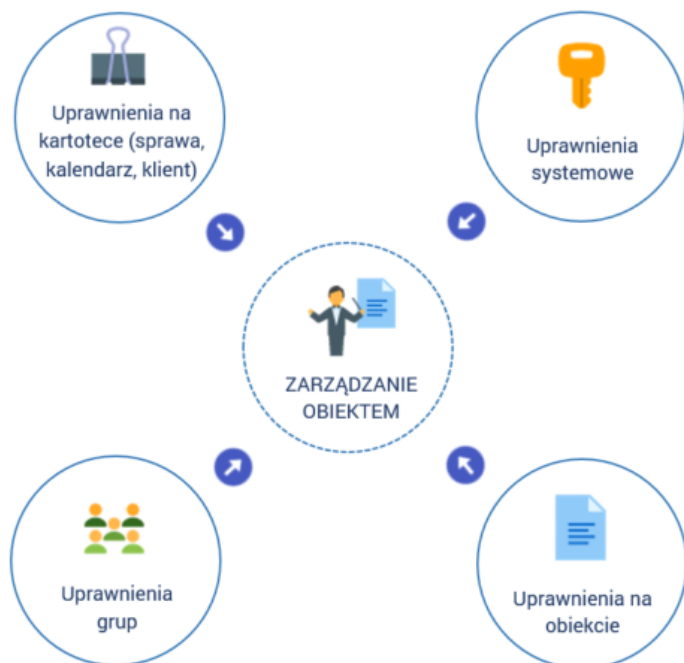 Uprawnienia na
kartotece (sprawa,
kalendarz, klient)
Uprawnienia
systemowe
ZARZĄDZANIE
OBIEKTEM
Uprawnienia
grup
Uprawnienia na
obiekcie